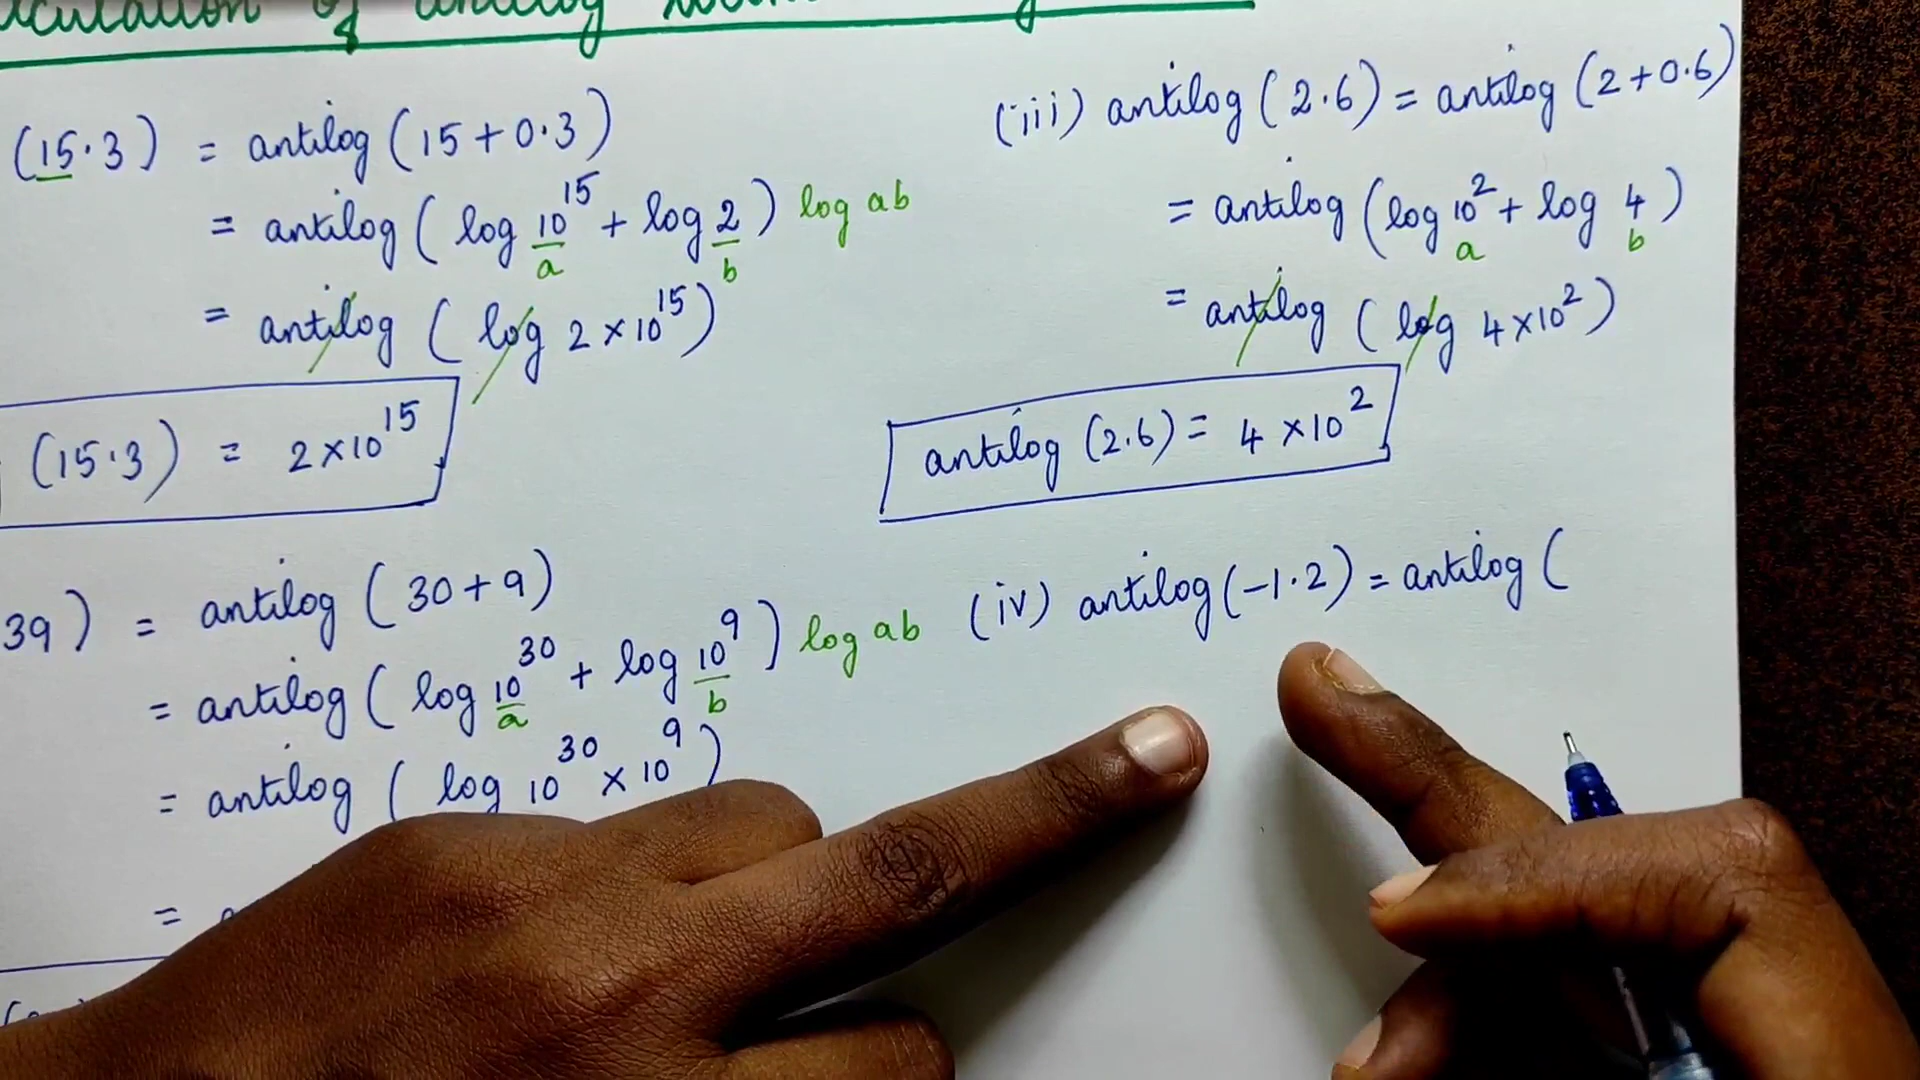 of antilog
(15.3) = antilog (15 + 0.3)
= antilog ( log 10^15 + log 2 ) log ab
a b
= antilog ( log 2 × 10^15 )
(15.3) = 2 × 10^15
39) = antilog (30 + 9)
= antilog ( log 10^30 + log 10^9 ) log ab
a b
= antilog ( log 10^30 × 10^9 )
=
(iii) antilog (2.6) = antilog (2 + 0.6)
= antilog (log 10^2 + log 4)
a b
= antilog ( log 4 × 10^2 )
antilog (2.6) = 4 × 10^2
(iv) antilog (-1.2) = antilog (